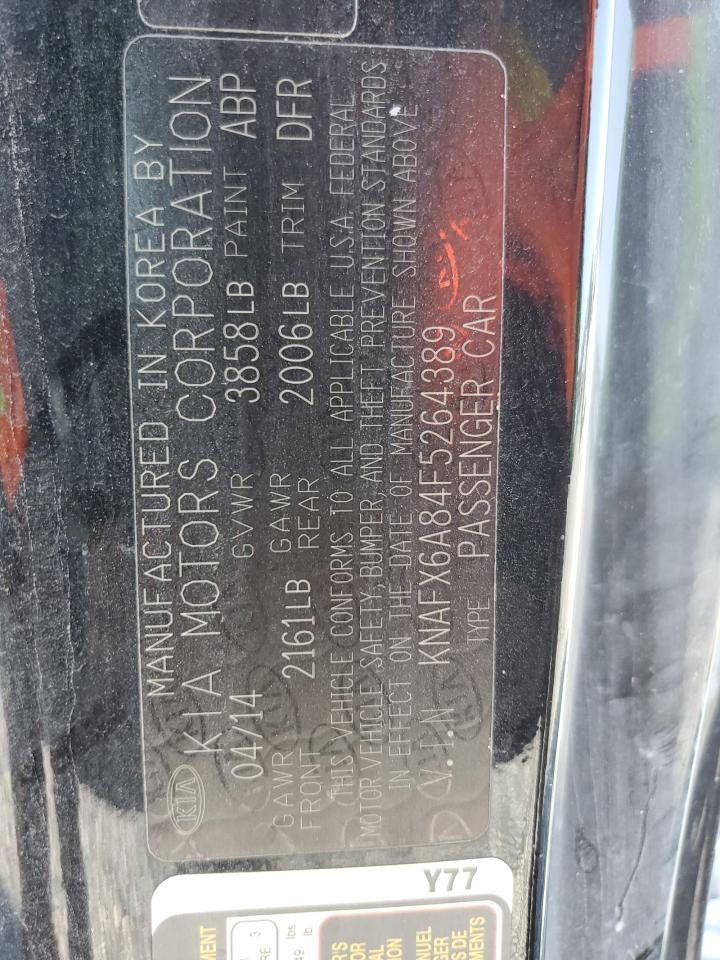 KIA
MANUFACTURED IN KOREA BY
KIA MOTORS CORPORATION
04/14 GVWR 3858LB PAINT ABP
GAWR FRONT 2161LB GAWR REAR 2006LB TRIM DFR
THIS VEHICLE CONFORMS TO ALL APPLICABLE U.S.A. FEDERAL
MOTOR VEHICLE SAFETY, BUMPER, AND THEFT PREVENTION STANDARDS
IN EFFECT ON THE DATE OF MANUFACTURE SHOWN ABOVE
V.I.N KNAFX6A84F5264389
TYPE PASSENGER CAR
Y77